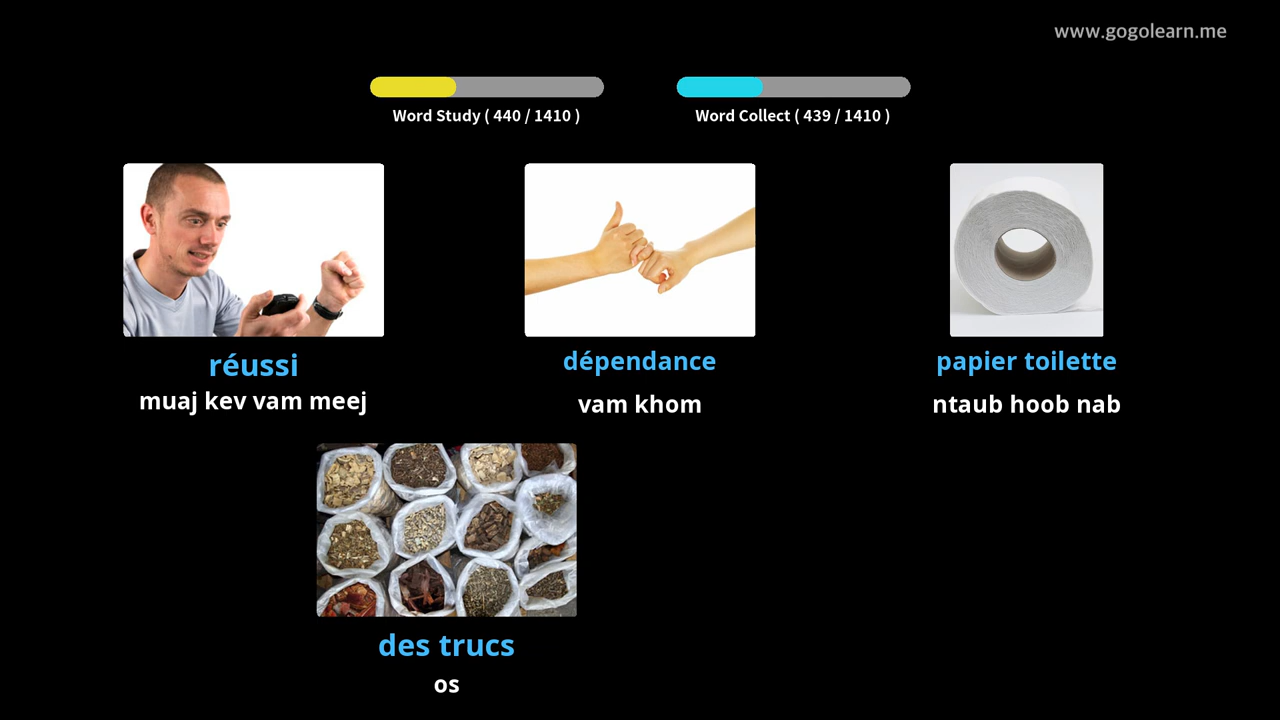 www.gogolearn.me
Word Study ( 440 / 1410 )
Word Collect ( 439 / 1410 )
réussi
muaj kev vam meej
dépendance
vam khom
papier toilette
ntaub hoob nab
des trucs
os